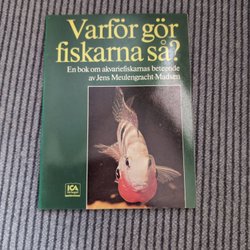 Varför gör
fiskarna så?
En bok om akvariefiskarnas beteende
av Jens Meulengracht-Madsen
ICA